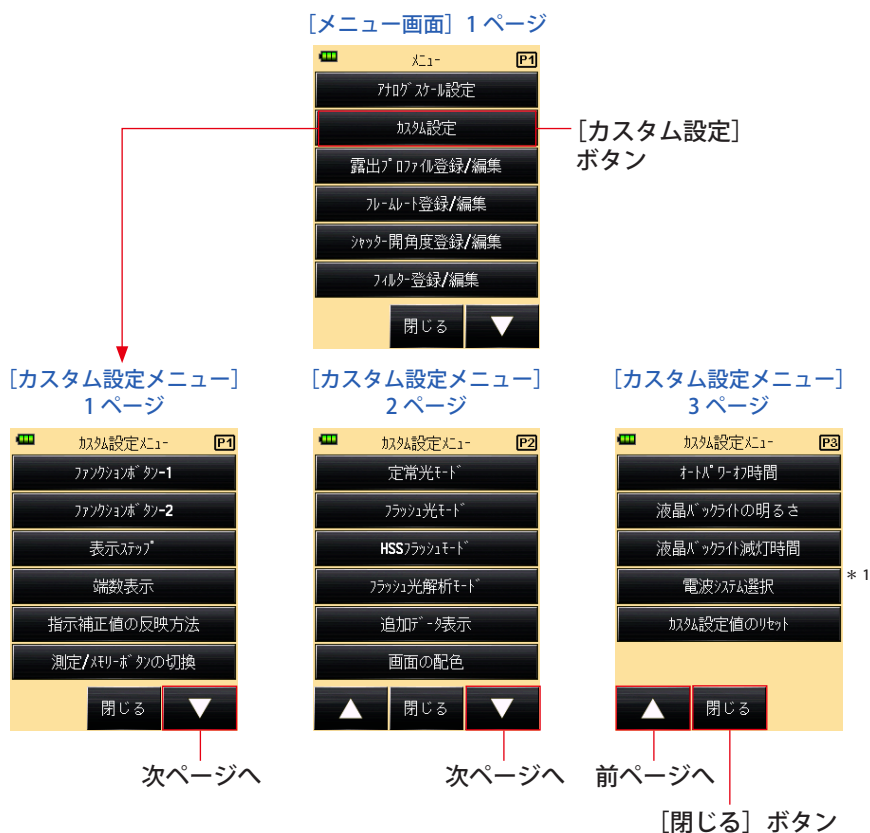 ［メニュー画面］1 ページ
ﾒﾆｭｰ
P1
ｱﾅﾛｸﾞｽｹｰﾙ設定
ｶｽﾀﾑ設定
［カスタム設定］
ボタン
露出ﾌﾟﾛﾌｧｲﾙ登録/編集
ﾌﾚｰﾑﾚｰﾄ登録/編集
ｼｬｯﾀｰ開角度登録/編集
ﾌｨﾙﾀｰ登録/編集
閉じる
▼
［カスタム設定メニュー］
1 ページ
ｶｽﾀﾑ設定ﾒﾆｭｰ
P1
ﾌｧﾝｸｼｮﾝﾎﾞﾀﾝ-1
ﾌｧﾝｸｼｮﾝﾎﾞﾀﾝ-2
表示ｽﾃｯﾌﾟ
端数表示
指示補正値の反映方法
測定/ﾒﾓﾘｰﾎﾞﾀﾝの切換
閉じる
▼
次ページへ
［カスタム設定メニュー］
2 ページ
ｶｽﾀﾑ設定ﾒﾆｭｰ
P2
定常光ﾓｰﾄﾞ
ﾌﾗｯｼｭ光ﾓｰﾄﾞ
HSSﾌﾗｯｼｭﾓｰﾄﾞ
ﾌﾗｯｼｭ光解析ﾓｰﾄﾞ
追加ﾃﾞｰﾀ表示
画面の配色
▲
閉じる
▼
次ページへ
［カスタム設定メニュー］
3 ページ
ｶｽﾀﾑ設定ﾒﾆｭｰ
P3
ｵｰﾄﾊﾟﾜｰｵﾌ時間
液晶ﾊﾞｯｸﾗｲﾄの明るさ
液晶ﾊﾞｯｸﾗｲﾄ減灯時間
電波ｼｽﾃﾑ選択
＊1
ｶｽﾀﾑ設定値のﾘｾｯﾄ
▲
閉じる
前ページへ
［閉じる］ボタン